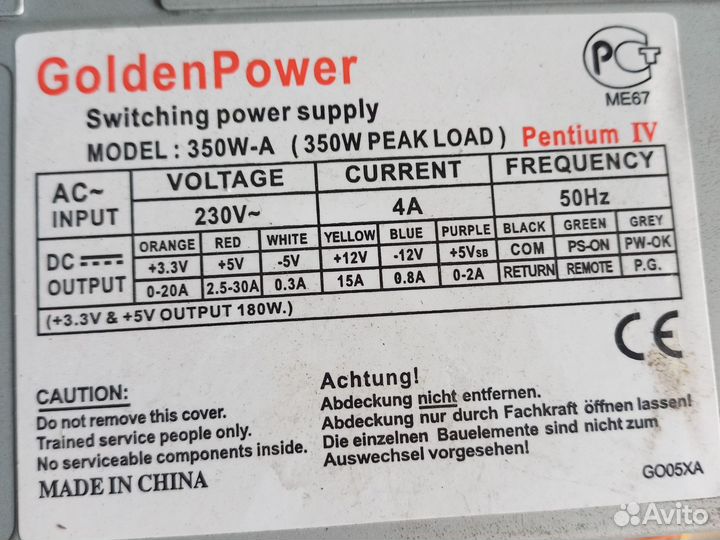 GoldenPower
Switching power supply
MODEL : 350W-A ( 350W PEAK LOAD ) Pentium IV
PCT
ME67
AC~ INPUT VOLTAGE CURRENT FREQUENCY
230V~ 4A 50Hz
DC OUTPUT ORANGE RED WHITE YELLOW BLUE PURPLE BLACK GREEN GREY
+3.3V +5V -5V +12V -12V +5VSB COM PS-ON PW-OK
0-20A 2.5-30A 0.3A 15A 0.8A 0-2A RETURN REMOTE P.G.
(+3.3V & +5V OUTPUT 180W.)
CE
CAUTION:
Do not remove this cover.
Trained service people only.
No serviceable components inside.
MADE IN CHINA
Achtung!
Abdeckung nicht entfernen.
Abdeckung nur durch Fachkraft öffnen lassen!
Die einzelnen Bauelemente sind nicht zum
Auswechsel vorgesehen!
GO05XA
Avito